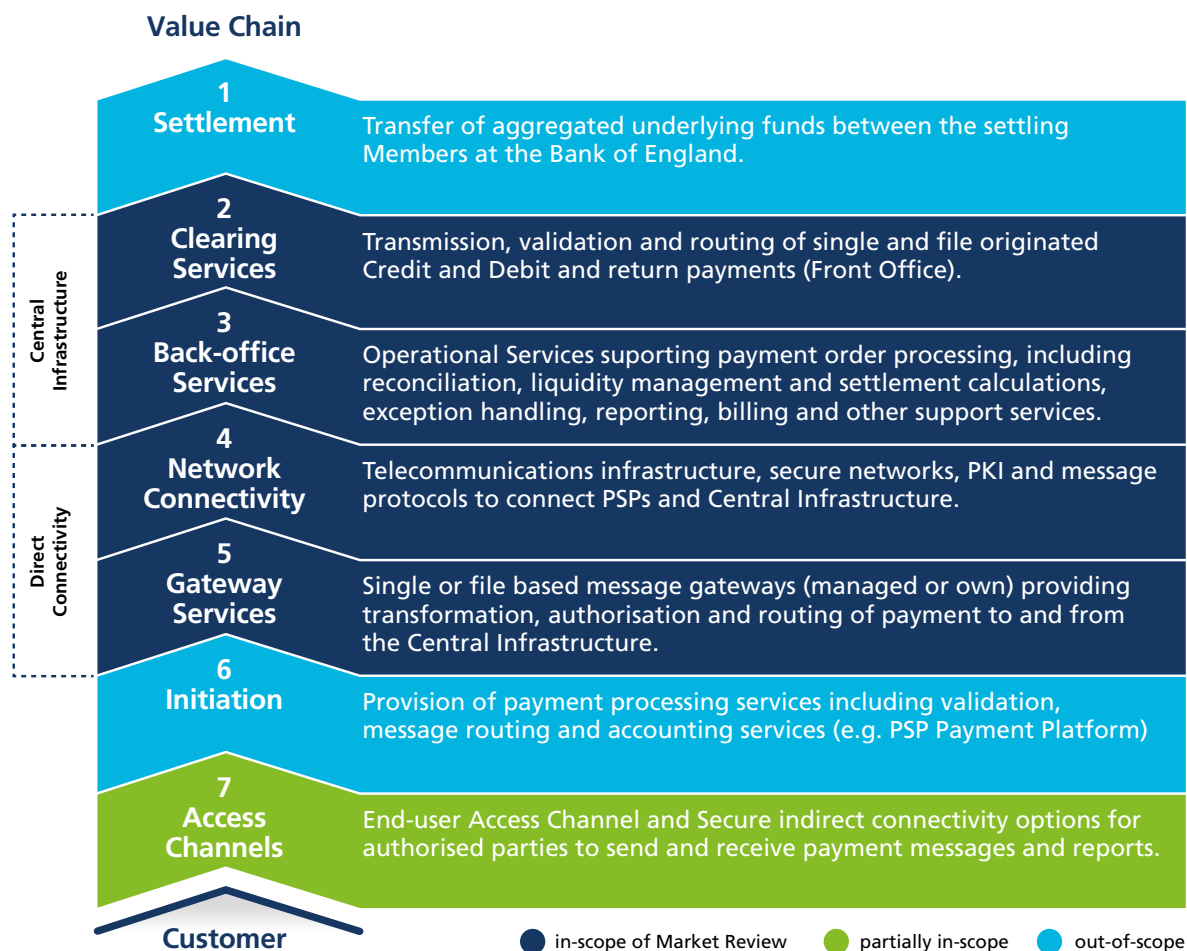 Value Chain
1
Settlement
Transfer of aggregated underlying funds between the settling
Members at the Bank of England.
Central
Infrastructure
2
Clearing
Services
Transmission, validation and routing of single and file originated
Credit and Debit and return payments (Front Office).
3
Back-office
Services
Operational Services suporting payment order processing, including
reconciliation, liquidity management and settlement calculations,
exception handling, reporting, billing and other support services.
Direct
Connectivity
4
Network
Connectivity
Telecommunications infrastructure, secure networks, PKI and message
protocols to connect PSPs and Central Infrastructure.
5
Gateway
Services
Single or file based message gateways (managed or own) providing
transformation, authorisation and routing of payment to and from
the Central Infrastructure.
6
Initiation
Provision of payment processing services including validation,
message routing and accounting services (e.g. PSP Payment Platform)
7
Access
Channels
End-user Access Channel and Secure indirect connectivity options for
authorised parties to send and receive payment messages and reports.
Customer
in-scope of Market Review
partially in-scope
out-of-scope